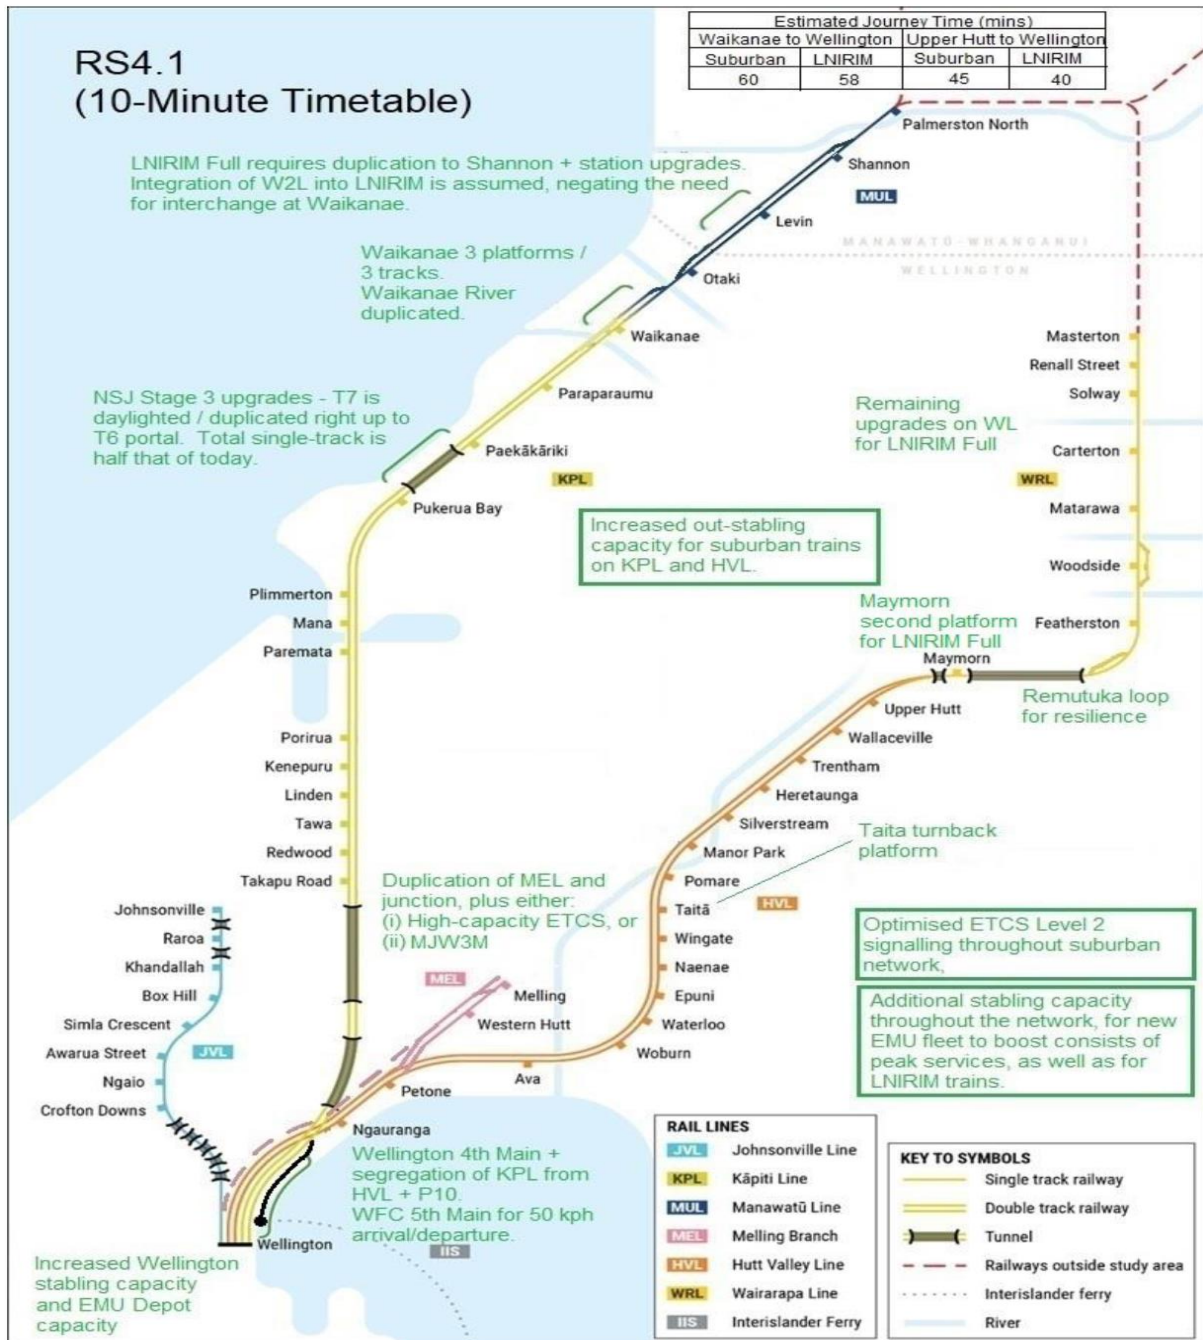 RS4.1
(10-Minute Timetable)
Estimated Journey Time (mins)
Waikanae to Wellington Upper Hutt to Wellington
Suburban LNIRIM Suburban LNIRIM
60 58 45 40
LNIRIM Full requires duplication to Shannon + station upgrades.
Integration of W2L into LNIRIM is assumed, negating the need
for interchange at Waikanae.
Palmerston North
Shannon
MUL
Levin
MANAWATŪ-WHANGANUI
WELLINGTON
Otaki
Waikanae 3 platforms /
3 tracks.
Waikanae River
duplicated.
Waikanae
Paraparaumu
NSJ Stage 3 upgrades - T7 is
daylighted / duplicated right up to
T6 portal. Total single-track is
half that of today.
Paekākāriki
KPL
Pukerua Bay
Masterton
Renall Street
Solway
Remaining
upgrades on WL
for LNIRIM Full
Carterton
WRL
Matarawa
Woodside
Featherston
Increased out-stabling
capacity for suburban trains
on KPL and HVL.
Maymorn
second platform
for LNIRIM Full
Maymorn
Remutuka loop
for resilience
Plimmerton
Mana
Paremata
Porirua
Kenepuru
Linden
Tawa
Redwood
Takapu Road
Upper Hutt
Wallaceville
Trentham
Heretaunga
Silverstream
Manor Park
Pomare
Taitā
HVL
Wingate
Naenae
Epuni
Waterloo
Woburn
Ava
Petone
Ngauranga
Taita turnback
platform
Duplication of MEL and
junction, plus either:
(i) High-capacity ETCS, or
(ii) MJW3M
MEL
Melling
Western Hutt
Johnsonville
Raroa
Khandallah
Box Hill
Simla Crescent
Awarua Street
JVL
Ngaio
Crofton Downs
Optimised ETCS Level 2
signalling throughout suburban
network,
Additional stabling capacity
throughout the network, for new
EMU fleet to boost consists of
peak services, as well as for
LNIRIM trains.
Wellington 4th Main +
segregation of KPL from
HVL + P10.
WFC 5th Main for 50 kph
arrival/departure.
Wellington
IIS
Increased Wellington
stabling capacity
and EMU Depot
capacity
RAIL LINES
JVL Johnsonville Line
KPL Kāpiti Line
MUL Manawatū Line
MEL Melling Branch
HVL Hutt Valley Line
WRL Wairarapa Line
IIS Interislander Ferry
KEY TO SYMBOLS
Single track railway
Double track railway
Tunnel
Railways outside study area
Interislander ferry
River